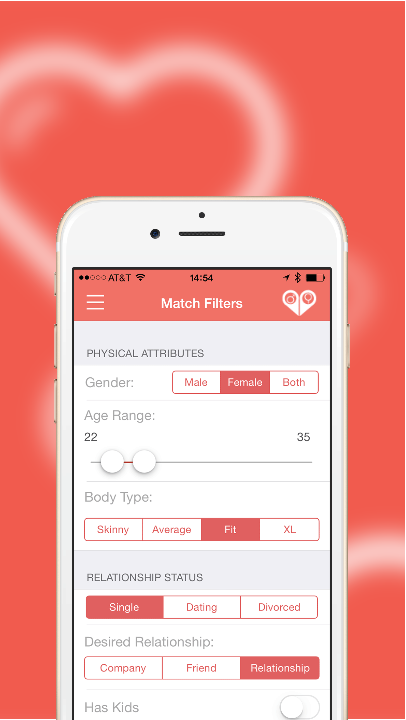 AT&T 14:54
Match Filters
PHYSICAL ATTRIBUTES
Gender: Male Female Both
Age Range:
22 35
Body Type:
Skinny Average Fit XL
RELATIONSHIP STATUS
Single Dating Divorced
Desired Relationship:
Company Friend Relationship
Has Kids